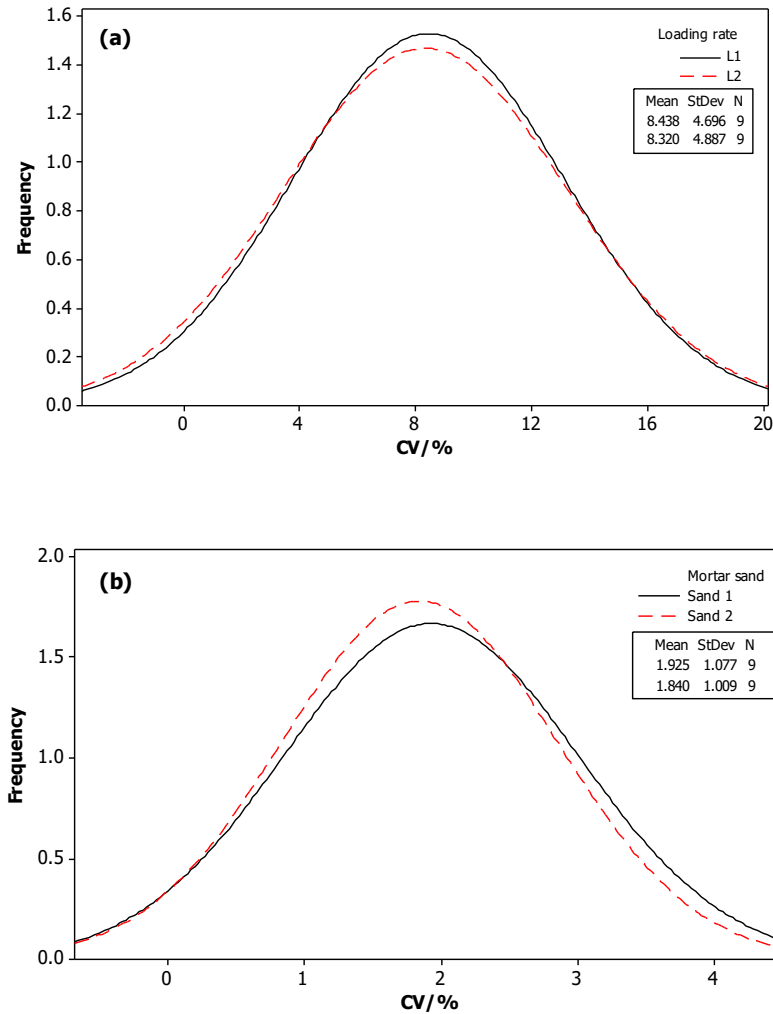 1.6
(a)
Loading rate
L1
L2
1.4
Mean StDev N
8.438 4.696 9
8.320 4.887 9
1.2
1.0
Frequency
0.8
0.6
0.4
0.2
0.0
0 4 8 12 16 20
CV/%
2.0
(b)
Mortar sand
Sand 1
Sand 2
Mean StDev N
1.925 1.077 9
1.840 1.009 9
1.5
Frequency
1.0
0.5
0.0
0 1 2 3 4
CV/%